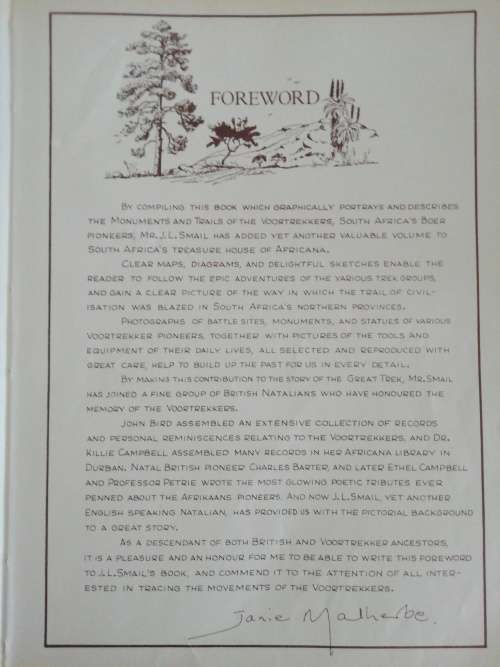 FOREWORD
BY COMPILING THIS BOOK WHICH GRAPHICALLY PORTRAYS AND DESCRIBES
THE MONUMENTS AND TRAILS OF THE VOORTREKKERS, SOUTH AFRICA'S BOER
PIONEERS, MR. J.L. SMAIL HAS ADDED YET ANOTHER VALUABLE VOLUME TO
SOUTH AFRICA'S TREASURE HOUSE OF AFRICANA.
CLEAR MAPS, DIAGRAMS, AND DELIGHTFUL SKETCHES ENABLE THE
READER TO FOLLOW THE EPIC ADVENTURES OF THE VARIOUS TREK GROUPS,
AND GAIN A CLEAR PICTURE OF THE WAY IN WHICH THE TRAIL OF CIVIL-
ISATION WAS BLAZED IN SOUTH AFRICA'S NORTHERN PROVINCES.
PHOTOGRAPHS OF BATTLE SITES, MONUMENTS, AND STATUES OF VARIOUS
VOORTREKKER PIONEERS, TOGETHER WITH PICTURES OF THE TOOLS AND
EQUIPMENT OF THEIR DAILY LIVES, ALL SELECTED AND REPRODUCED WITH
GREAT CARE, HELP TO BUILD UP THE PAST FOR US IN EVERY DETAIL.
BY MAKING THIS CONTRIBUTION TO THE STORY OF THE GREAT TREK, MR. SMAIL
HAS JOINED A FINE GROUP OF BRITISH NATALIANS WHO HAVE HONOURED THE
MEMORY OF THE VOORTREKKERS.
JOHN BIRD ASSEMBLED AN EXTENSIVE COLLECTION OF RECORDS
AND PERSONAL REMINISCENCES RELATING TO THE VOORTREKKERS, AND DR.
KILLIE CAMPBELL ASSEMBLED MANY RECORDS IN HER AFRICANA LIBRARY IN
DURBAN. NATAL BRITISH PIONEER CHARLES BARTER, AND LATER ETHEL CAMPBELL
AND PROFESSOR PETRIE WROTE THE MOST GLOWING POETIC TRIBUTES EVER
PENNED ABOUT THE AFRIKAANS PIONEERS. AND NOW J.L. SMAIL, YET ANOTHER
ENGLISH SPEAKING NATALIAN, HAS PROVIDED US WITH THE PICTORIAL BACKGROUND
TO A GREAT STORY.
AS A DESCENDANT OF BOTH BRITISH AND VOORTREKKER ANCESTORS,
IT IS A PLEASURE AND AN HONOUR FOR ME TO BE ABLE TO WRITE THIS FOREWORD
TO J.L. SMAIL'S BOOK, AND COMMEND IT TO THE ATTENTION OF ALL INTER-
ESTED IN TRACING THE MOVEMENTS OF THE VOORTREKKERS.
Janie Malherbe.